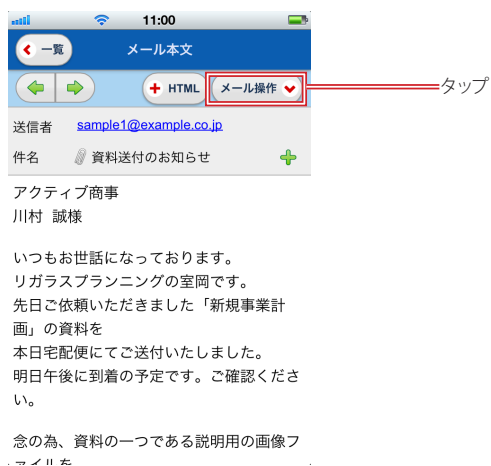 11:00
一覧
メール本文
HTML
メール操作
タップ
送信者 sample1@example.co.jp
件名 資料送付のお知らせ
アクティブ商事
川村 誠様
いつもお世話になっております。
リガラスプランニングの室岡です。
先日ご依頼いただきました「新規事業計
画」の資料を
本日宅配便にてご送付いたしました。
明日午後に到着の予定です。ご確認くださ
い。
念の為、資料の一つである説明用の画像フ
ァイルを